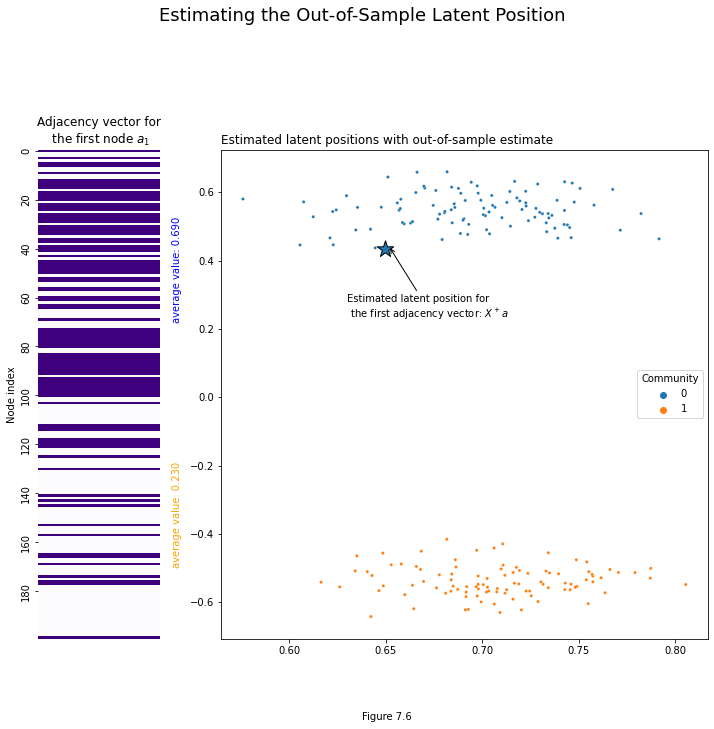 Estimating the Out-of-Sample Latent Position
Adjacency vector for
the first node a₁
Node index
0
20
40
60
80
100
120
140
160
180
average value: 0.690
average value: 0.230
Estimated latent positions with out-of-sample estimate
0.6
0.4
0.2
0.0
−0.2
−0.4
−0.6
Estimated latent position for
the first adjacency vector: X⁺a
Community
0
1
0.60 0.65 0.70 0.75 0.80
Figure 7.6